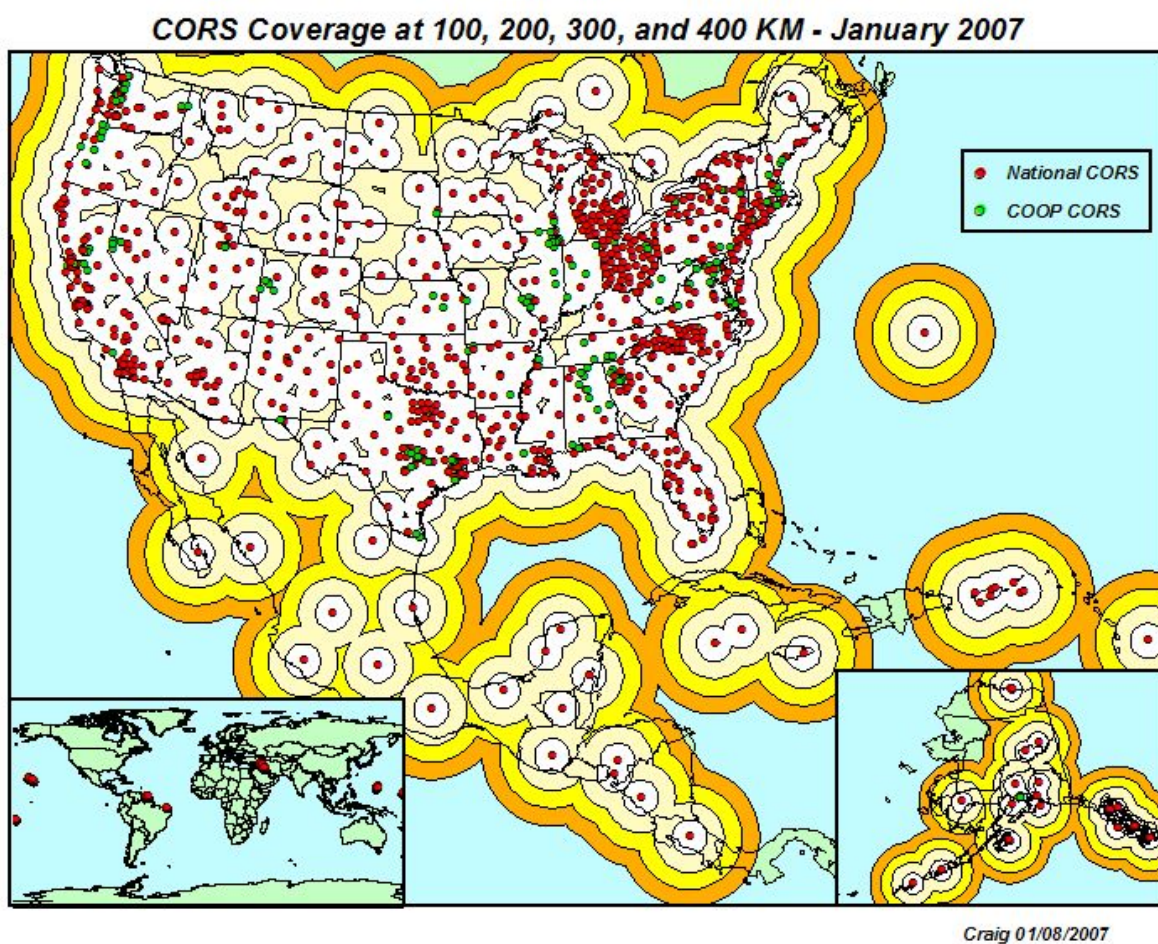 CORS Coverage at 100, 200, 300, and 400 KM - January 2007
National CORS
COOP CORS
Craig 01/08/2007